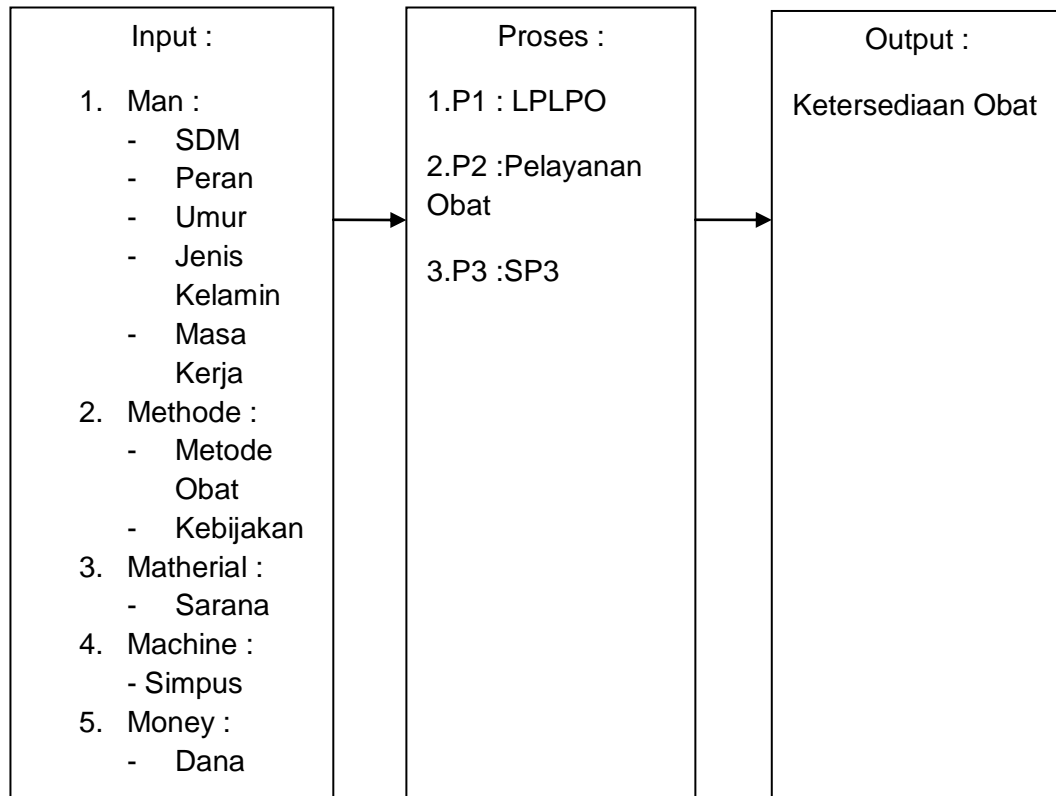 Input :
1. Man :
- SDM
- Peran
- Umur
- Jenis
Kelamin
- Masa
Kerja
2. Methode :
- Metode
Obat
- Kebijakan
3. Matherial :
- Sarana
4. Machine :
- Simpus
5. Money :
- Dana
Proses :
1.P1 : LPLPO
2.P2 :Pelayanan
Obat
3.P3 :SP3
Output :
Ketersediaan Obat